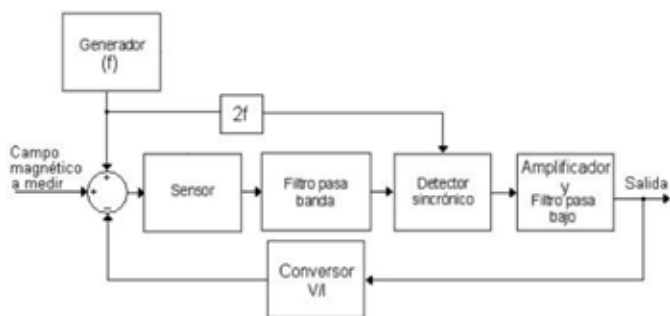 Generador
(f)
2f
Campo
magnético
a medir
+
+
−
Sensor
Filtro pasa
banda
Detector
sincrónico
Amplificador
y
Filtro pasa
bajo
Salida
Conversor
V/I